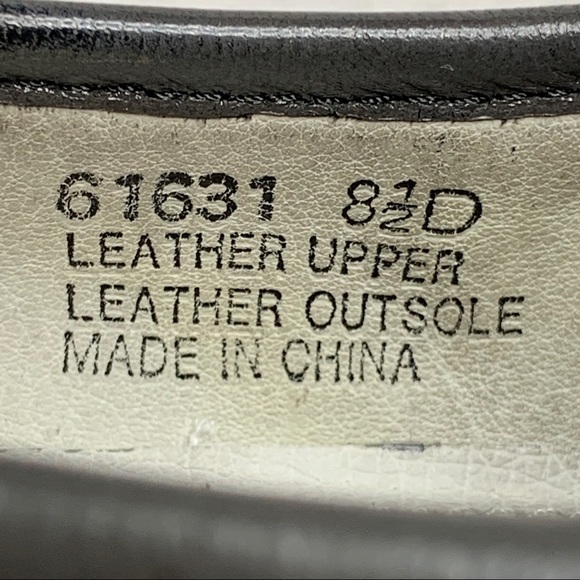 61631 8½D
LEATHER UPPER
LEATHER OUTSOLE
MADE IN CHINA